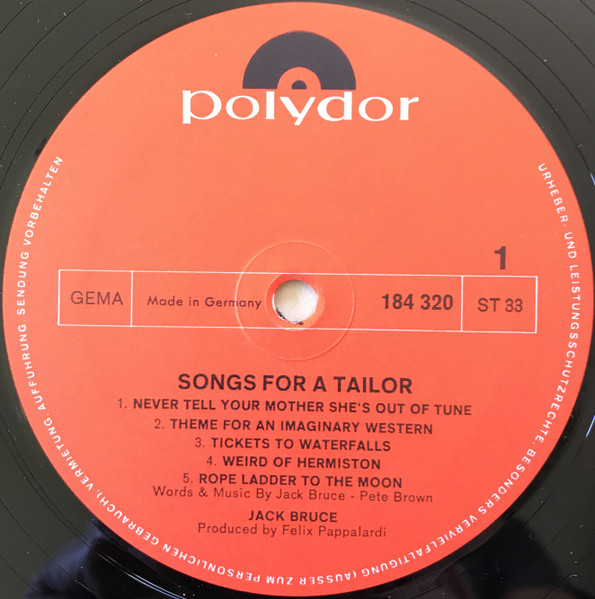 polydor
1
GEMA
Made in Germany
184 320
ST 33
SONGS FOR A TAILOR
1. NEVER TELL YOUR MOTHER SHE'S OUT OF TUNE
2. THEME FOR AN IMAGINARY WESTERN
3. TICKETS TO WATERFALLS
4. WEIRD OF HERMISTON
5. ROPE LADDER TO THE MOON
Words & Music By Jack Bruce - Pete Brown
JACK BRUCE
Produced by Felix Pappalardi
URHEBER- UND LEISTUNGSSCHUTZRECHTE, BESONDERS VERVIELFÄLTIGUNG (AUSSER ZUM PERSÖNLICHEN GEBRAUCH), VERMIETUNG AUFFÜHRUNG, SENDUNG VORBEHALTEN